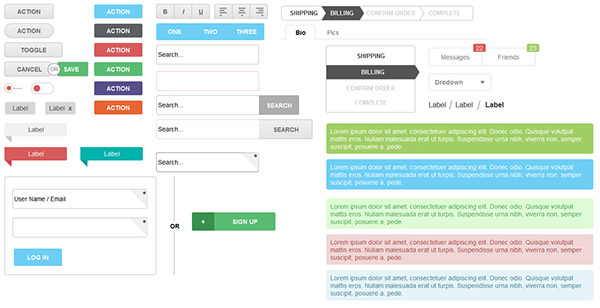 ACTION
ACTION
TOGGLE
CANCEL
OR
SAVE
ACTION
ACTION
ACTION
ACTION
ACTION
ACTION
Label
Label x
Label
Label
Label
User Name / Email
LOG IN
B I U
ONE TWO THREE
Search...
Search...
SEARCH
Search...
SEARCH
Search...
OR
+ SIGN UP
SHIPPING BILLING CONFIRM ORDER COMPLETE
Bio Pics
SHIPPING
BILLING
CONFIRM ORDER
COMPLETE
Messages 22
Friends 23
Drodown
Label / Label / Label
Lorem ipsum dolor sit amet, consectetuer adipiscing elit. Donec odio. Quisque volutpat
mattis eros. Nullam malesuada erat ut turpis. Suspendisse urna nibh, viverra non, semper
suscipit, posuere a, pede.
Lorem ipsum dolor sit amet, consectetuer adipiscing elit. Donec odio. Quisque volutpat
mattis eros. Nullam malesuada erat ut turpis. Suspendisse urna nibh, viverra non, semper
suscipit, posuere a, pede.
Lorem ipsum dolor sit amet, consectetuer adipiscing elit. Donec odio. Quisque volutpat
mattis eros. Nullam malesuada erat ut turpis. Suspendisse urna nibh, viverra non, semper
suscipit, posuere a, pede.
Lorem ipsum dolor sit amet, consectetuer adipiscing elit. Donec odio. Quisque volutpat
mattis eros. Nullam malesuada erat ut turpis. Suspendisse urna nibh, viverra non, semper
suscipit, posuere a, pede.
Lorem ipsum dolor sit amet, consectetuer adipiscing elit. Donec odio. Quisque volutpat
mattis eros. Nullam malesuada erat ut turpis. Suspendisse urna nibh, viverra non, semper
suscipit, posuere a, pede.